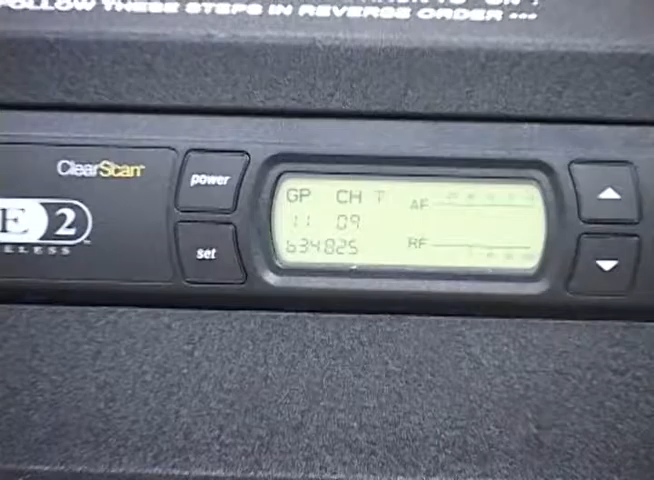 FOLLOW THESE STEPS IN REVERSE ORDER ...
ClearScan
E 2
power
set
GP CH T
11 09
634825
AF
RF